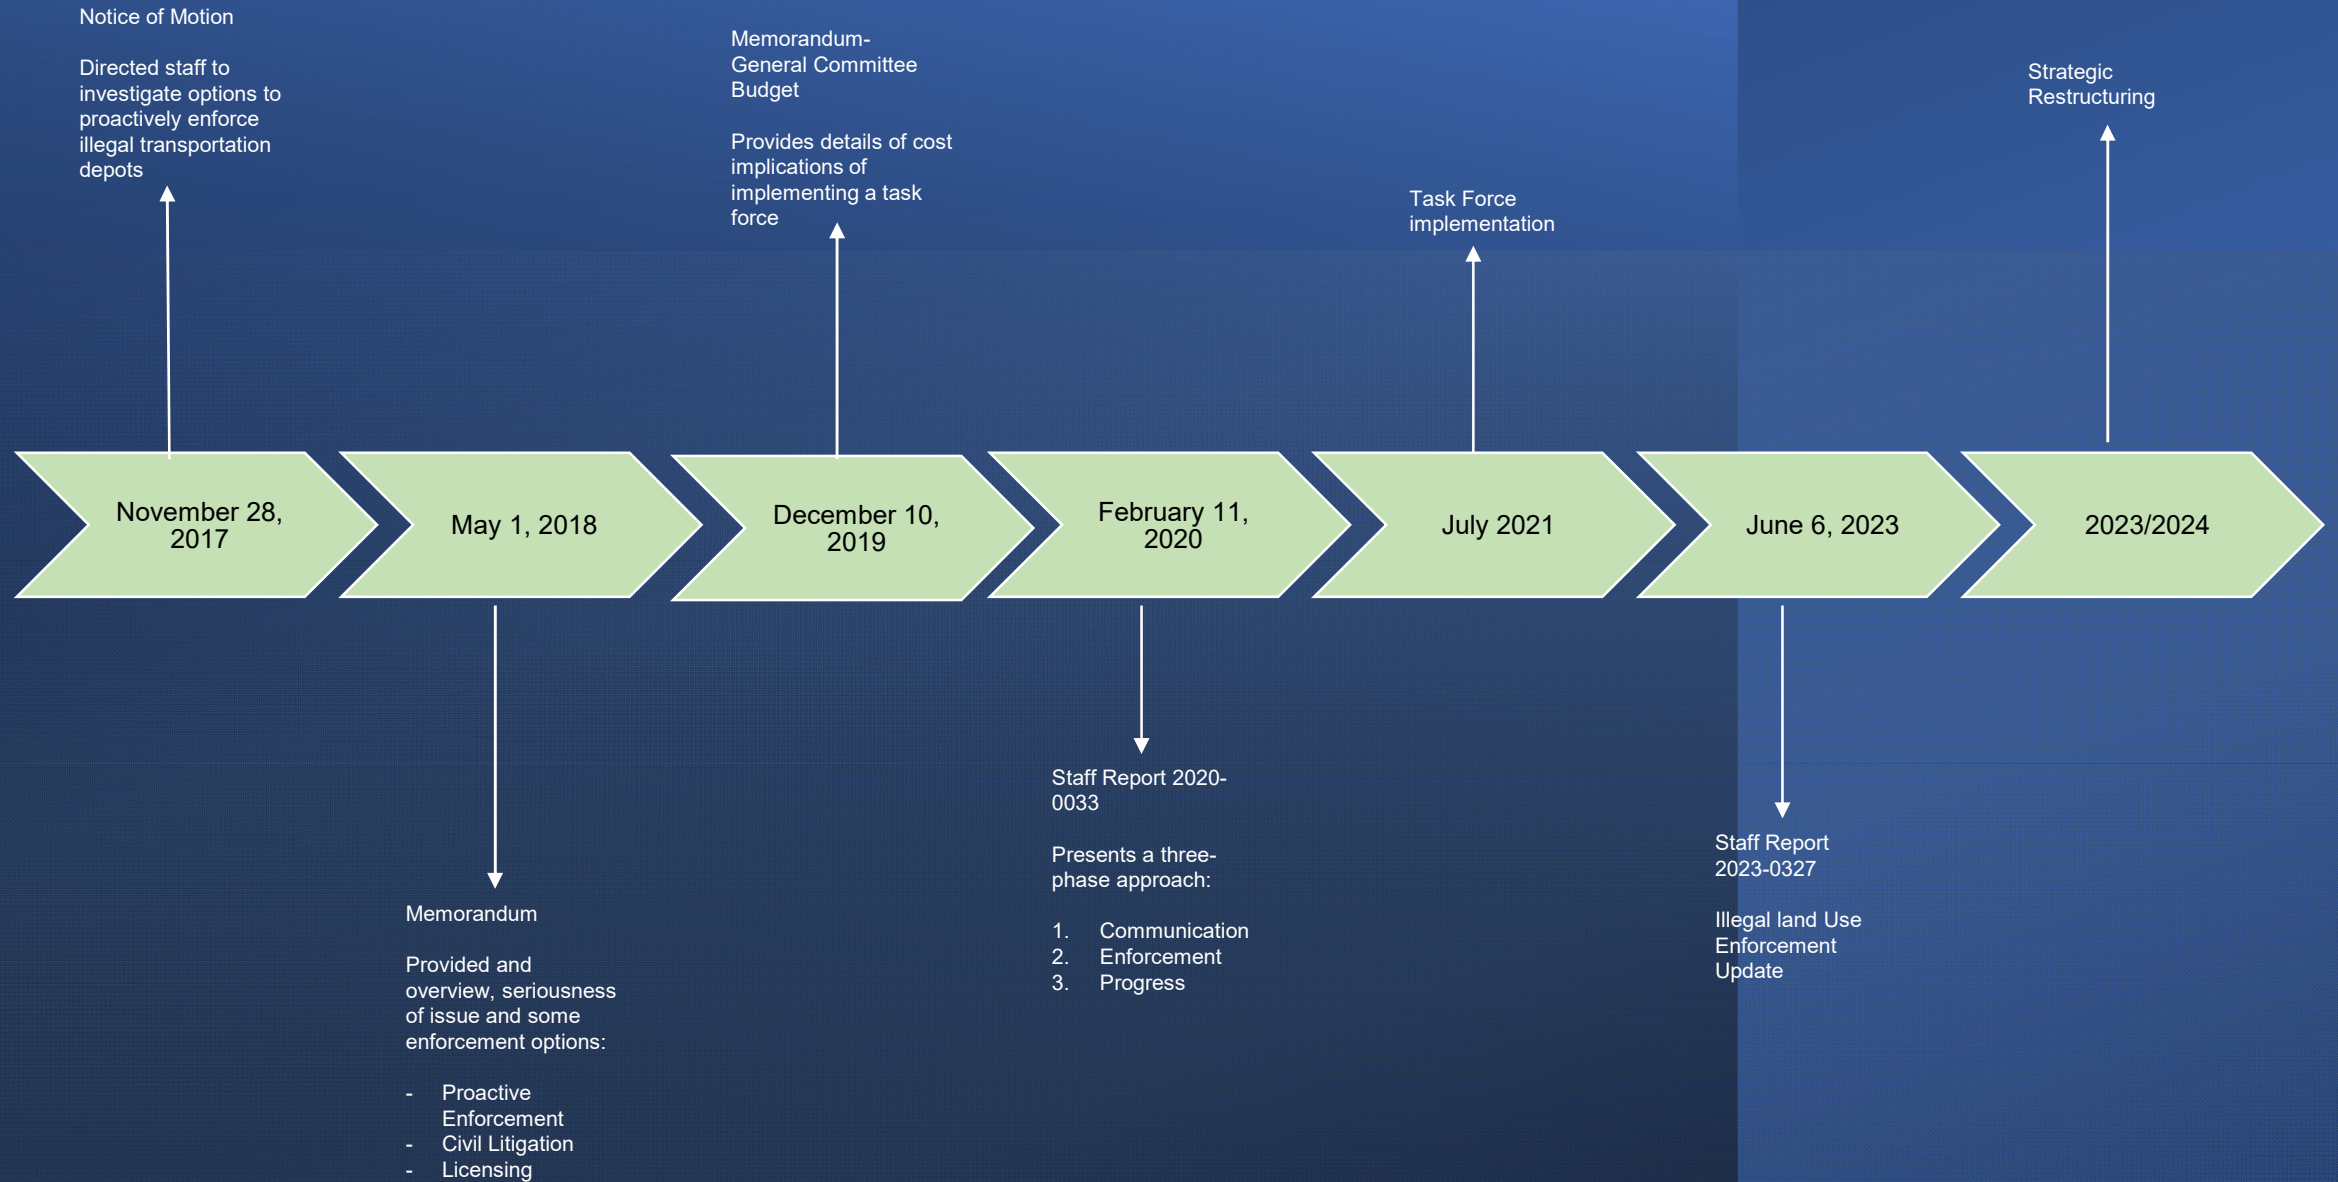 Notice of Motion
Directed staff to
investigate options to
proactively enforce
illegal transportation
depots
Memorandum-
General Committee
Budget
Provides details of cost
implications of
implementing a task
force
Task Force
implementation
Strategic
Restructuring
November 28,
2017
May 1, 2018
December 10,
2019
February 11,
2020
July 2021
June 6, 2023
2023/2024
Memorandum
Provided and
overview, seriousness
of issue and some
enforcement options:
- Proactive
Enforcement
- Civil Litigation
- Licensing
Staff Report 2020-
0033
Presents a three-
phase approach:
1. Communication
2. Enforcement
3. Progress
Staff Report
2023-0327
Illegal land Use
Enforcement
Update